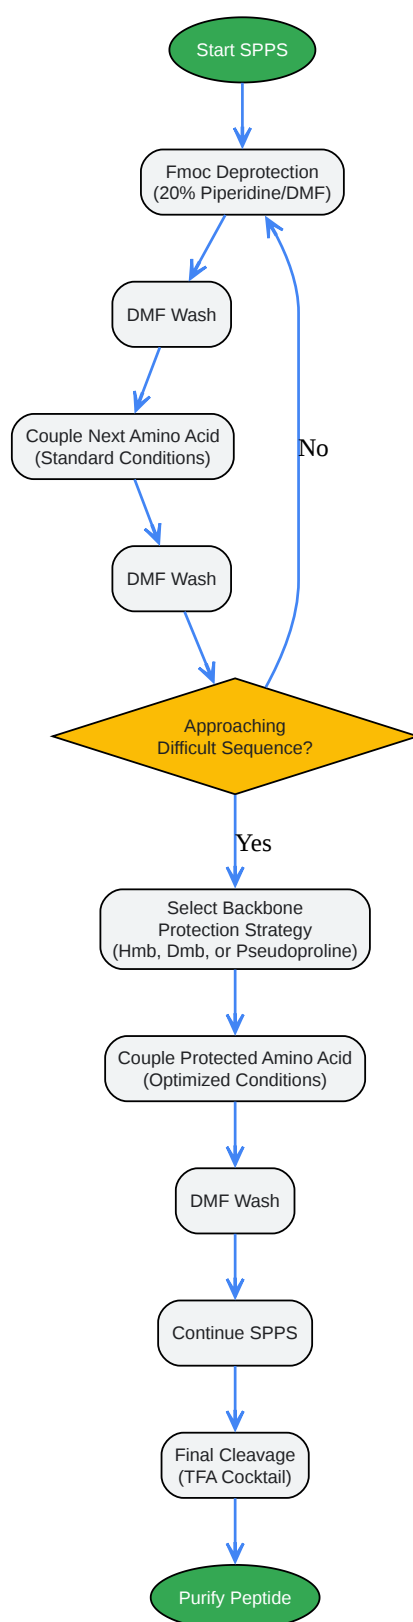 Start SPPS
Fmoc Deprotection
(20% Piperidine/DMF)
DMF Wash
Couple Next Amino Acid
(Standard Conditions)
No
DMF Wash
Approaching
Difficult Sequence?
Yes
Select Backbone
Protection Strategy
(Hmb, Dmb, or Pseudoproline)
Couple Protected Amino Acid
(Optimized Conditions)
DMF Wash
Continue SPPS
Final Cleavage
(TFA Cocktail)
Purify Peptide